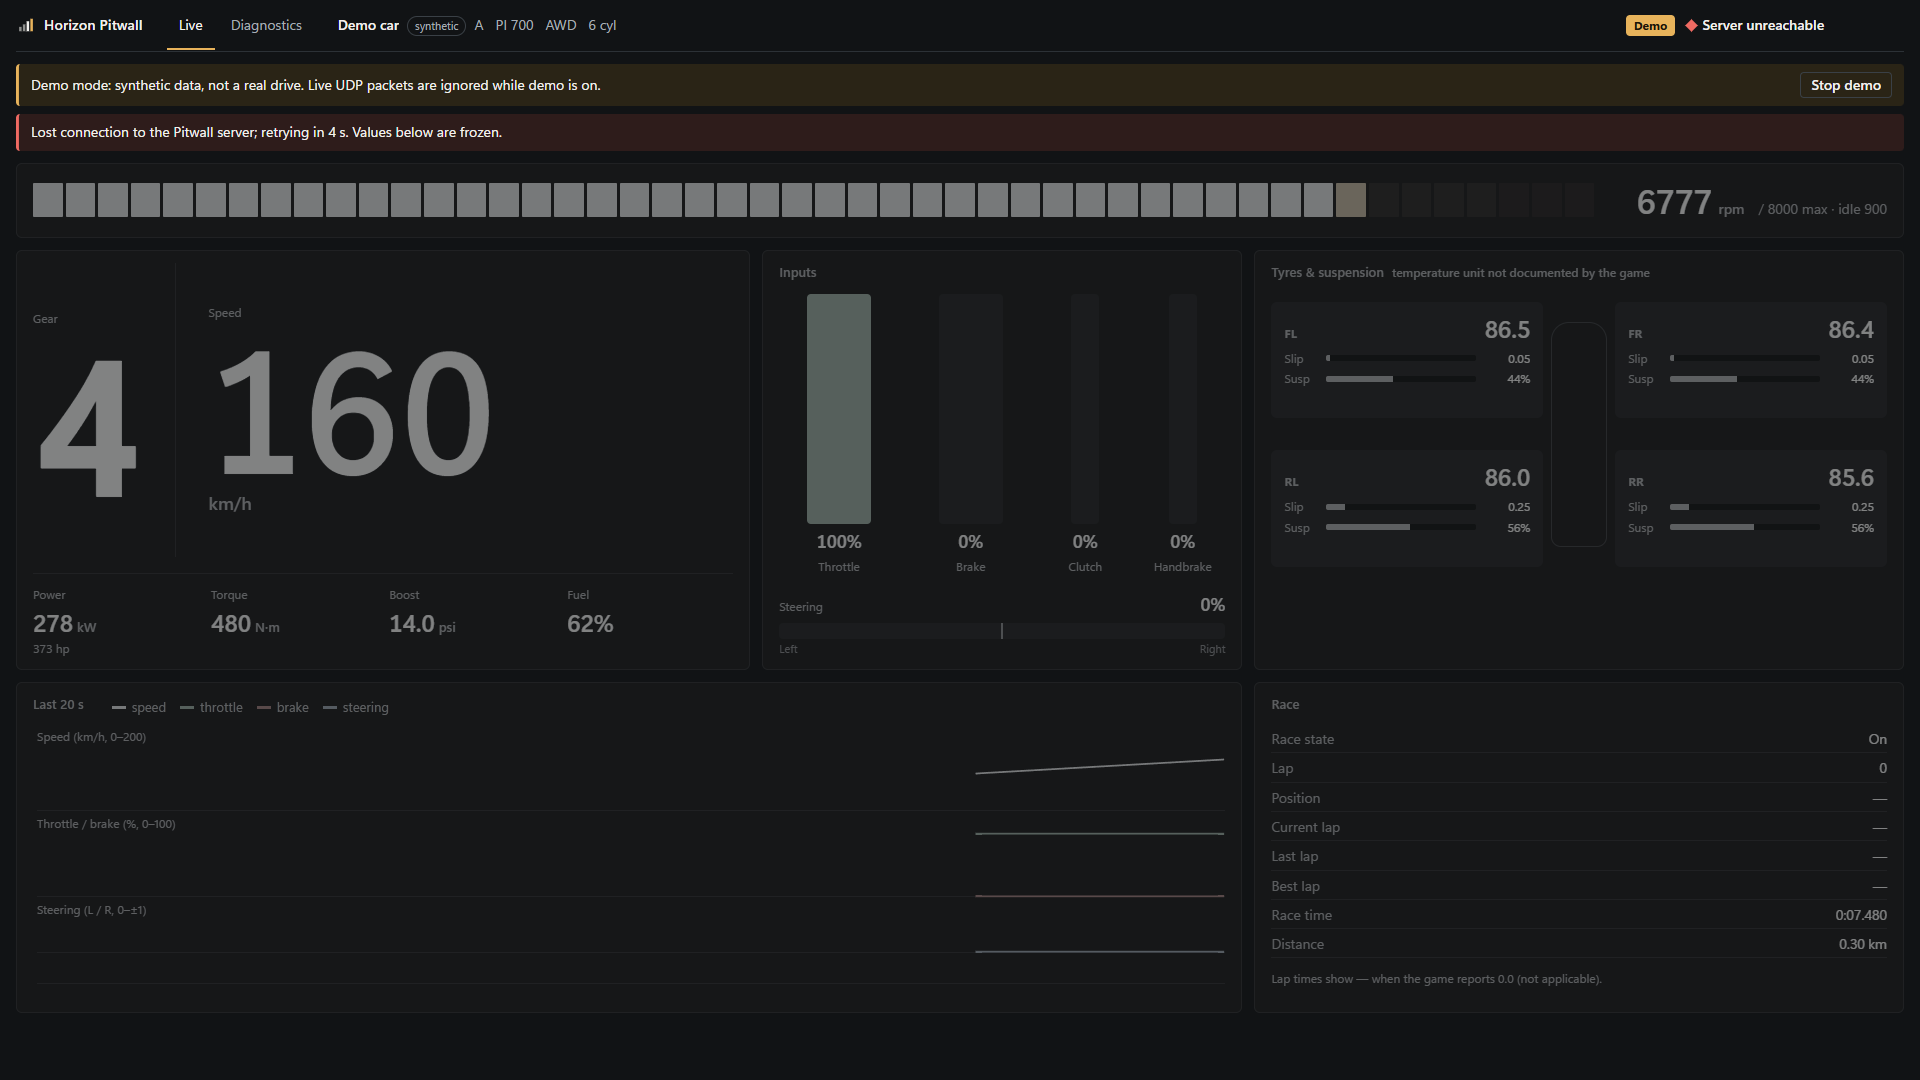 Horizon Pitwall Live Diagnostics Demo car synthetic A PI 700 AWD 6 cyl Demo Server unreachable
Demo mode: synthetic data, not a real drive. Live UDP packets are ignored while demo is on. Stop demo
Lost connection to the Pitwall server; retrying in 4 s. Values below are frozen.
6777 rpm / 8000 max · idle 900
Gear
4
Speed
160
km/h
Power
278 kW
373 hp
Torque
480 N·m
Boost
14.0 psi
Fuel
62%
Inputs
100%
Throttle
0%
Brake
0%
Clutch
0%
Handbrake
Steering 0%
Left Right
Tyres & suspension temperature unit not documented by the game
FL 86.5
Slip 0.05
Susp 44%
FR 86.4
Slip 0.05
Susp 44%
RL 86.0
Slip 0.25
Susp 56%
RR 85.6
Slip 0.25
Susp 56%
Last 20 s speed throttle brake steering
Speed (km/h, 0–200)
Throttle / brake (%, 0–100)
Steering (L / R, 0–±1)
Race
Race state On
Lap 0
Position —
Current lap —
Last lap —
Best lap —
Race time 0:07.480
Distance 0.30 km
Lap times show — when the game reports 0.0 (not applicable).